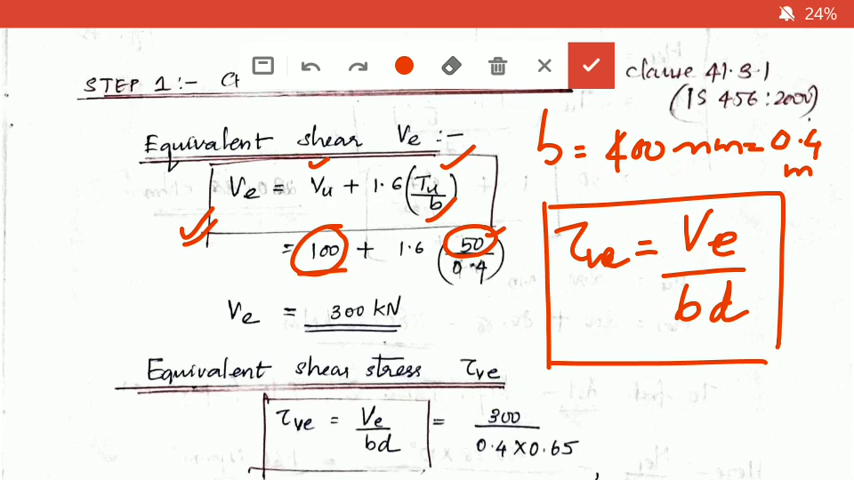 24%
STEP 1 :-
clause 41.3.1
(IS 456:2000)
Equivalent shear Ve :-
b = 400 mm = 0.4 m
Ve = Vu + 1.6 (Tu/b)
= 100 + 1.6 (50/0.4)
τve = Ve/bd
Ve = 300 kN
Equivalent shear stress τve
τve = Ve/bd = 300/0.4×0.65